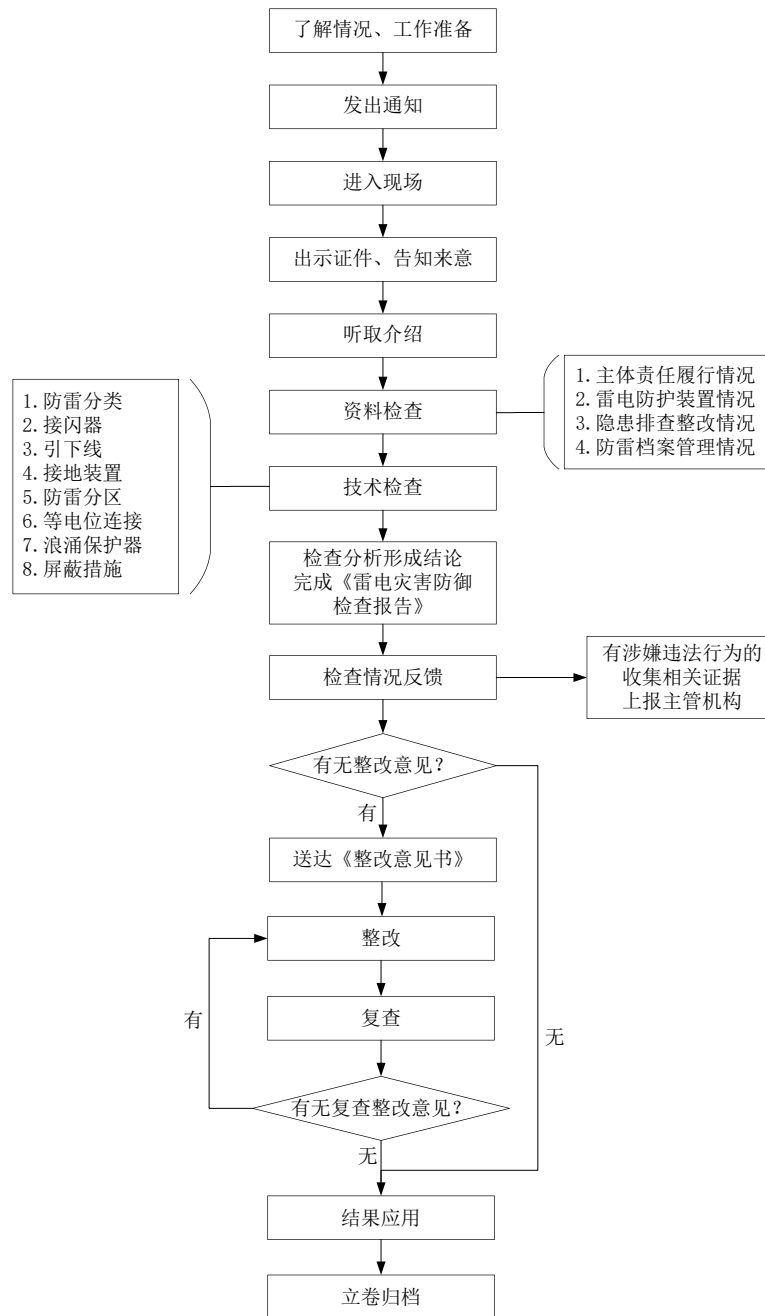 了解情况、工作准备
发出通知
进入现场
出示证件、告知来意
听取介绍
资料检查
1.主体责任履行情况
2.雷电防护装置情况
3.隐患排查整改情况
4.防雷档案管理情况
1.防雷分类
2.接闪器
3.引下线
4.接地装置
5.防雷分区
6.等电位连接
7.浪涌保护器
8.屏蔽措施
技术检查
检查分析形成结论
完成《雷电灾害防御
检查报告》
检查情况反馈
有涉嫌违法行为的
收集相关证据
上报主管机构
有无整改意见?
有
送达《整改意见书》
整改
复查
有
无
有无复查整改意见?
无
结果应用
立卷归档